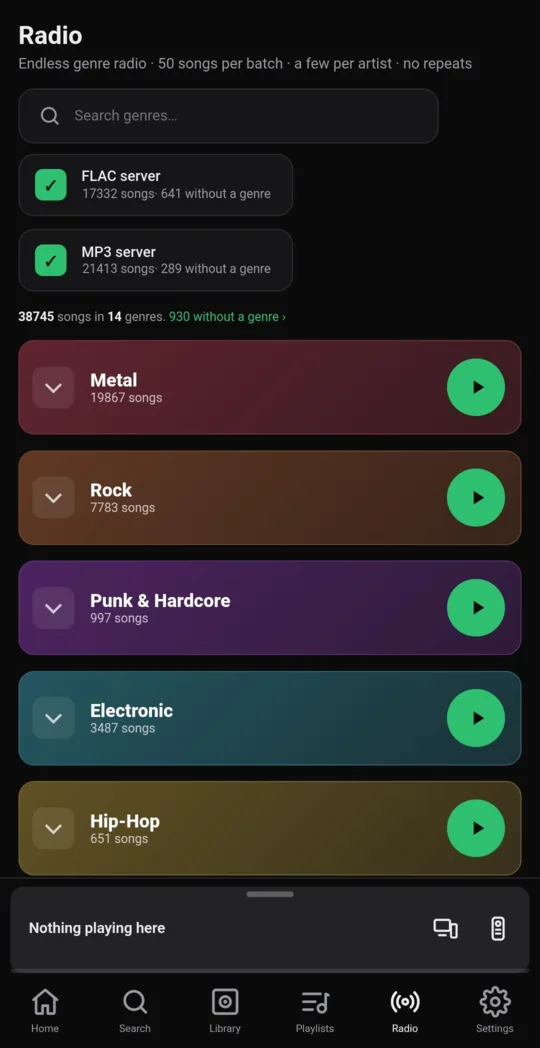 Radio
Endless genre radio · 50 songs per batch · a few per artist · no repeats
Search genres...
FLAC server
17332 songs· 641 without a genre
MP3 server
21413 songs· 289 without a genre
38745 songs in 14 genres. 930 without a genre ›
Metal
19867 songs
Rock
7783 songs
Punk & Hardcore
997 songs
Electronic
3487 songs
Hip-Hop
651 songs
Nothing playing here
Home
Search
Library
Playlists
Radio
Settings